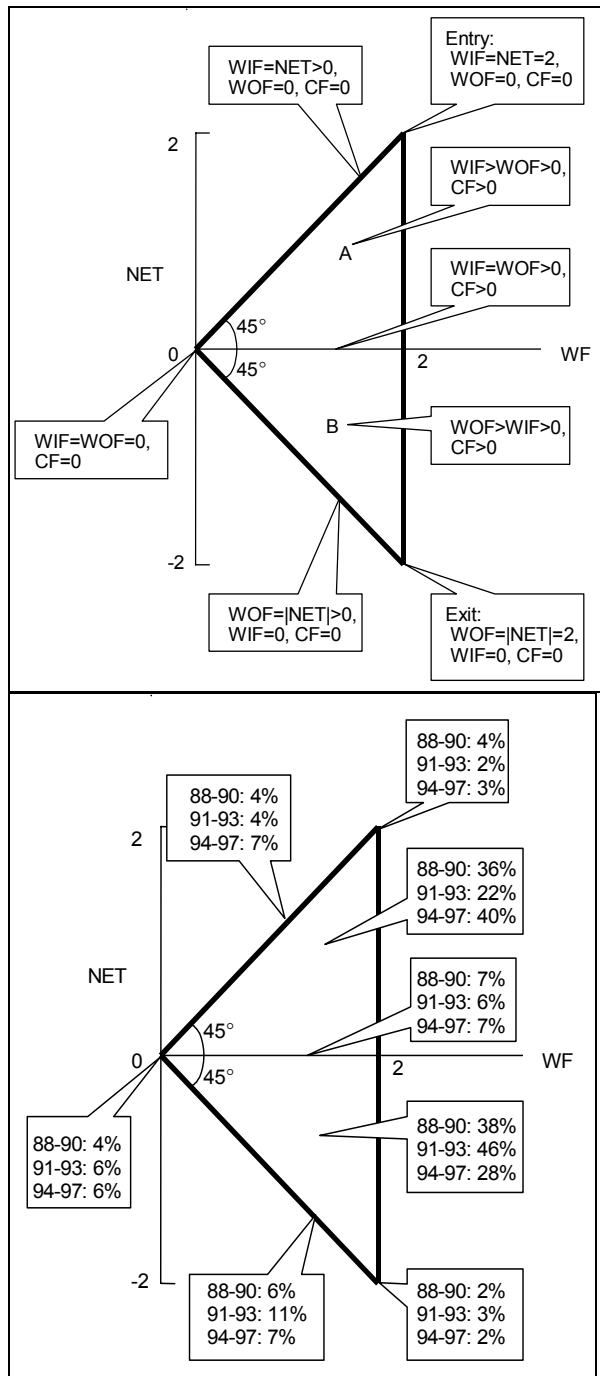 Entry:
WIF=NET=2,
WOF=0, CF=0
WIF=NET>0,
WOF=0, CF=0
2
WIF>WOF>0,
CF>0
A
WIF=WOF>0,
CF>0
NET
45°
0
2
WF
45°
WIF=WOF=0,
CF=0
B
WOF>WIF>0,
CF>0
-2
WOF=|NET|>0,
WIF=0, CF=0
Exit:
WOF=|NET|=2,
WIF=0, CF=0
88-90: 4%
91-93: 2%
94-97: 3%
88-90: 4%
91-93: 4%
94-97: 7%
2
88-90: 36%
91-93: 22%
94-97: 40%
NET
88-90: 7%
91-93: 6%
94-97: 7%
45°
0
2
WF
45°
88-90: 4%
91-93: 6%
94-97: 6%
88-90: 38%
91-93: 46%
94-97: 28%
-2
88-90: 6%
91-93: 11%
94-97: 7%
88-90: 2%
91-93: 3%
94-97: 2%